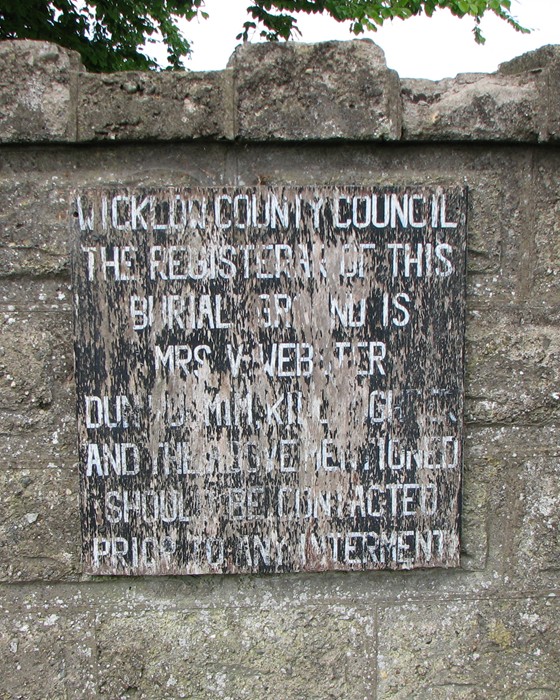 WICKLOW COUNTY COUNCIL
THE REGISTERAR OF THIS
BURIAL GROUND IS
MRS V. WEBSTER
AND THE ABOVE MENTIONED
SHOULD BE CONTACTED
PRIOR TO ANY INTERMENT